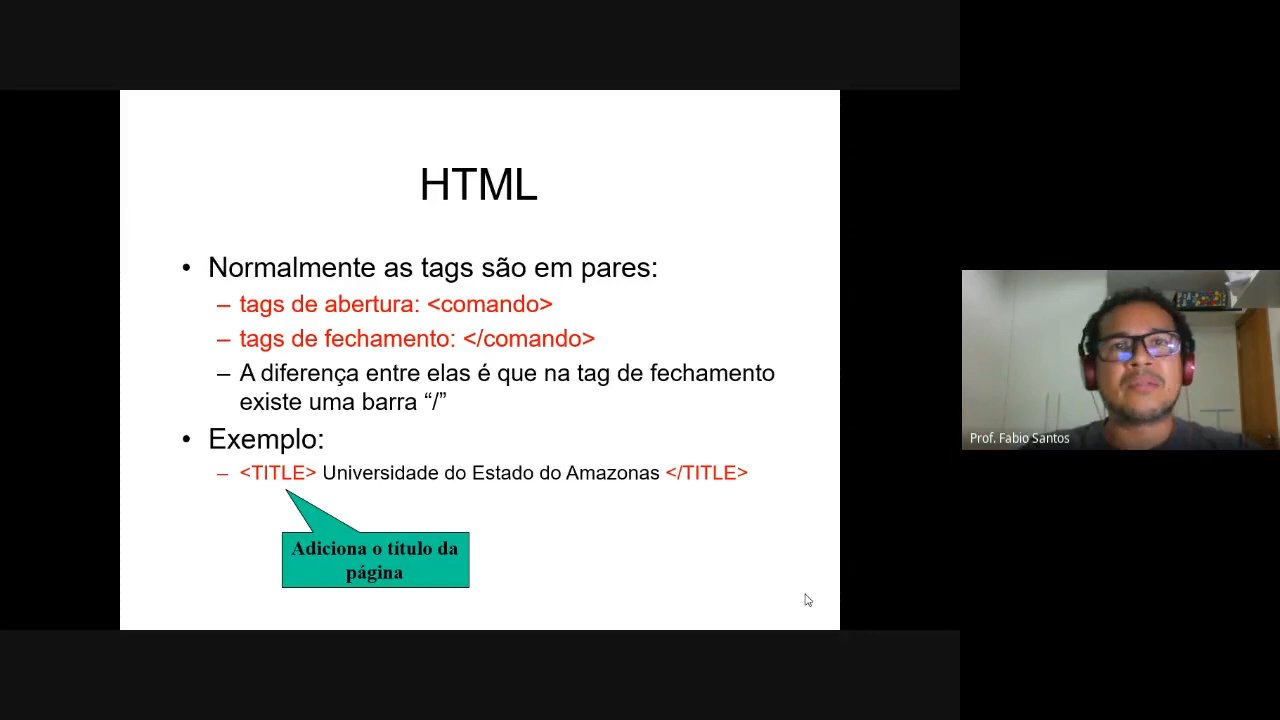 HTML
• Normalmente as tags são em pares:
– tags de abertura: <comando>
– tags de fechamento: </comando>
– A diferença entre elas é que na tag de fechamento
existe uma barra “/”
• Exemplo:
– <TITLE> Universidade do Estado do Amazonas </TITLE>
Adiciona o título da
página
Prof. Fabio Santos